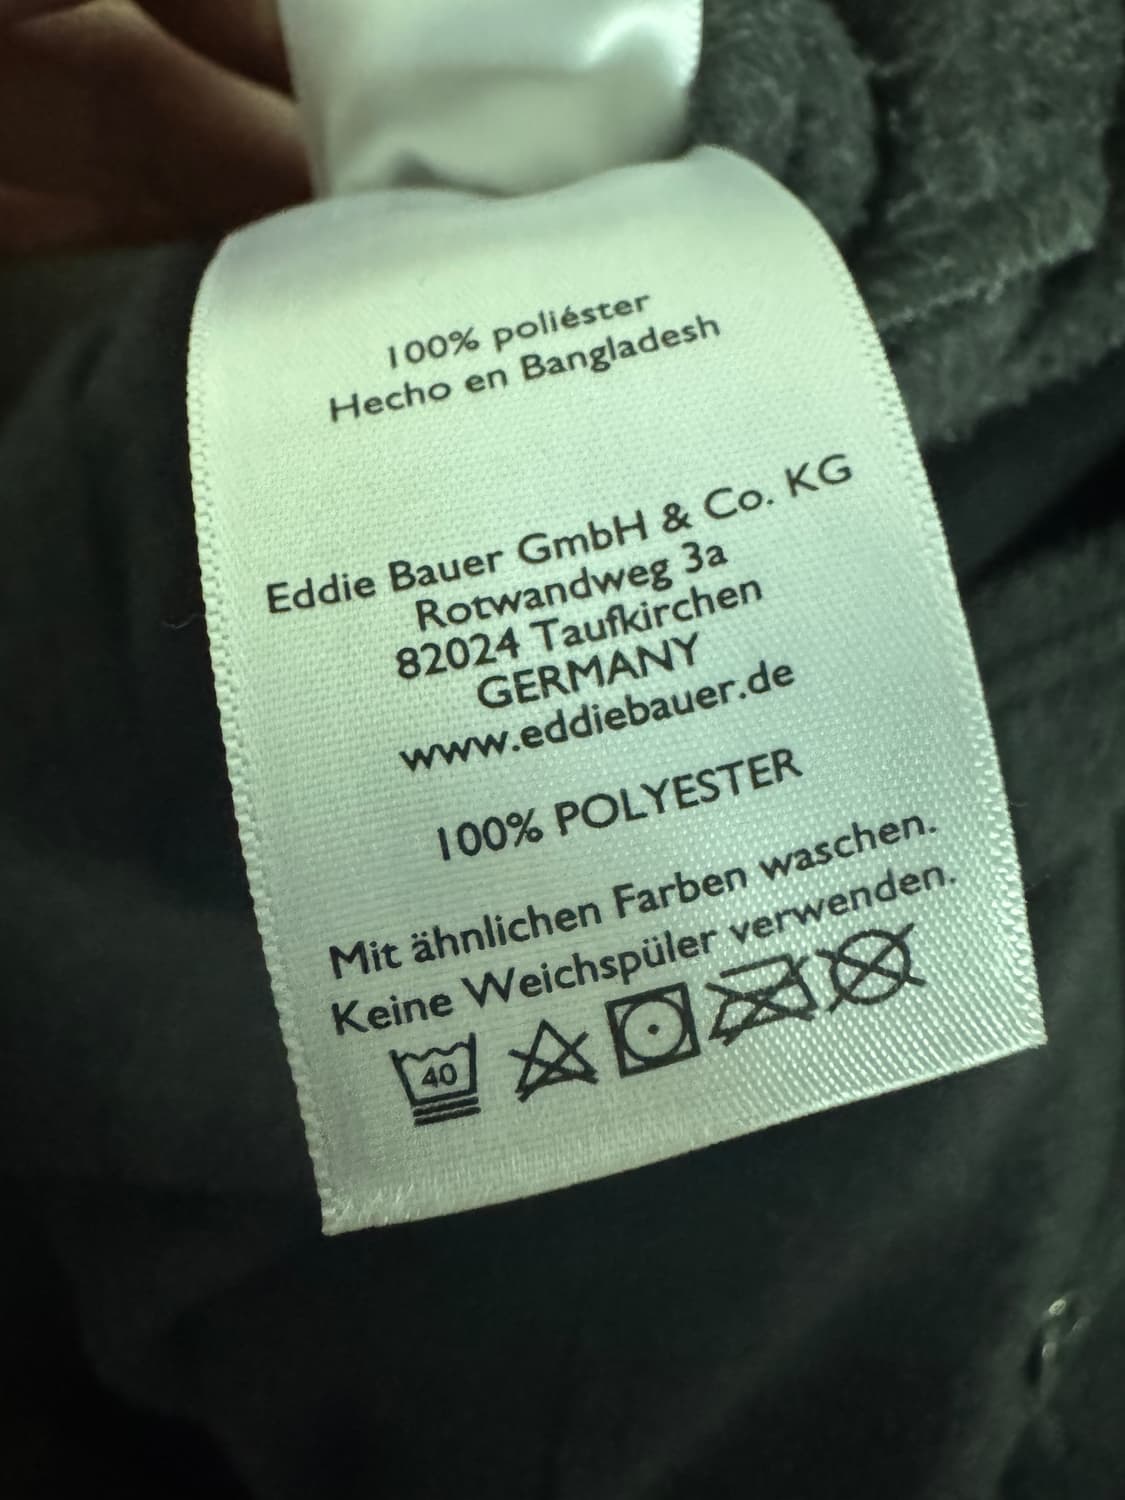 100% poliéster
Hecho en Bangladesh
Eddie Bauer GmbH & Co. KG
Rotwandweg 3a
82024 Taufkirchen
GERMANY
www.eddiebauer.de
100% POLYESTER
Mit ähnlichen Farben waschen.
Keine Weichspüler verwenden.
40